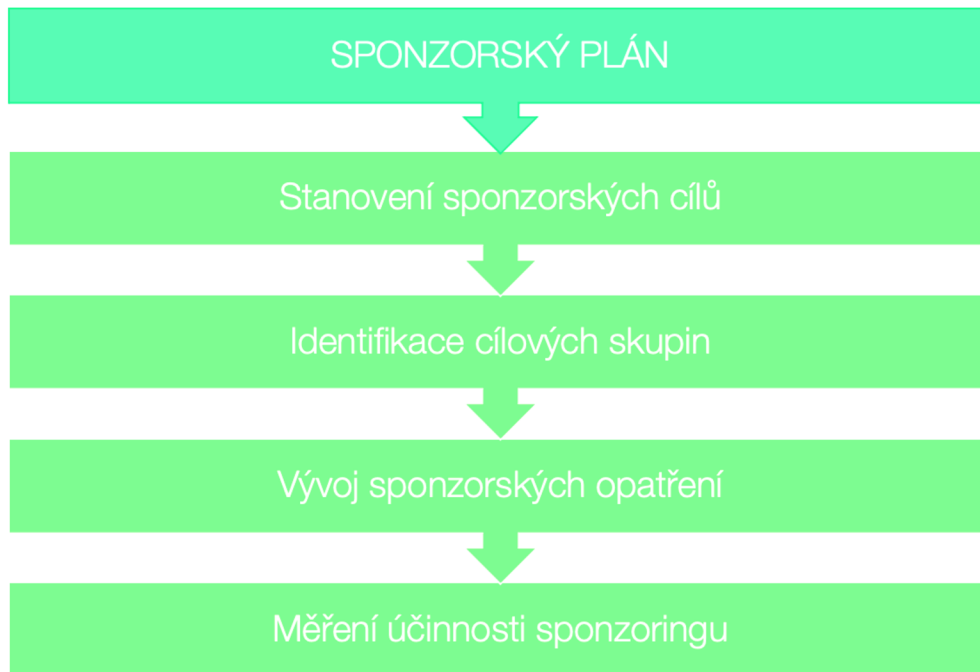 SPONZORSKÝ PLÁN
Stanovení sponzorských cílů
Identifikace cílových skupin
Vývoj sponzorských opatření
Měření účinnosti sponzoringu